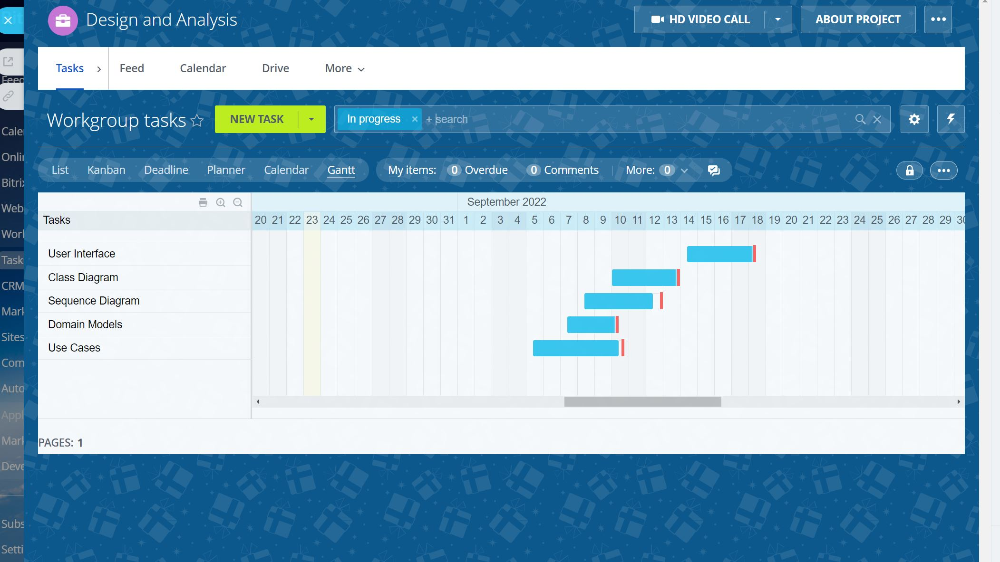 Design and Analysis
HD VIDEO CALL
ABOUT PROJECT
Tasks
Feed
Calendar
Drive
More
Workgroup tasks
NEW TASK
In progress × + search
List
Kanban
Deadline
Planner
Calendar
Gantt
My items: 0 Overdue 0 Comments More: 0
September 2022
Tasks
20 21 22 23 24 25 26 27 28 29 30 31 1 2 3 4 5 6 7 8 9 10 11 12 13 14 15 16 17 18 19 20 21 22 23 24 25 26 27 28 29 30
User Interface
Class Diagram
Sequence Diagram
Domain Models
Use Cases
PAGES: 1
Bit
Feed
Cale
Onli
Bitri
Web
Wor
Task
CRM
Mark
Sites
Com
Auto
Appl
Mark
Deve
Subs
Setti